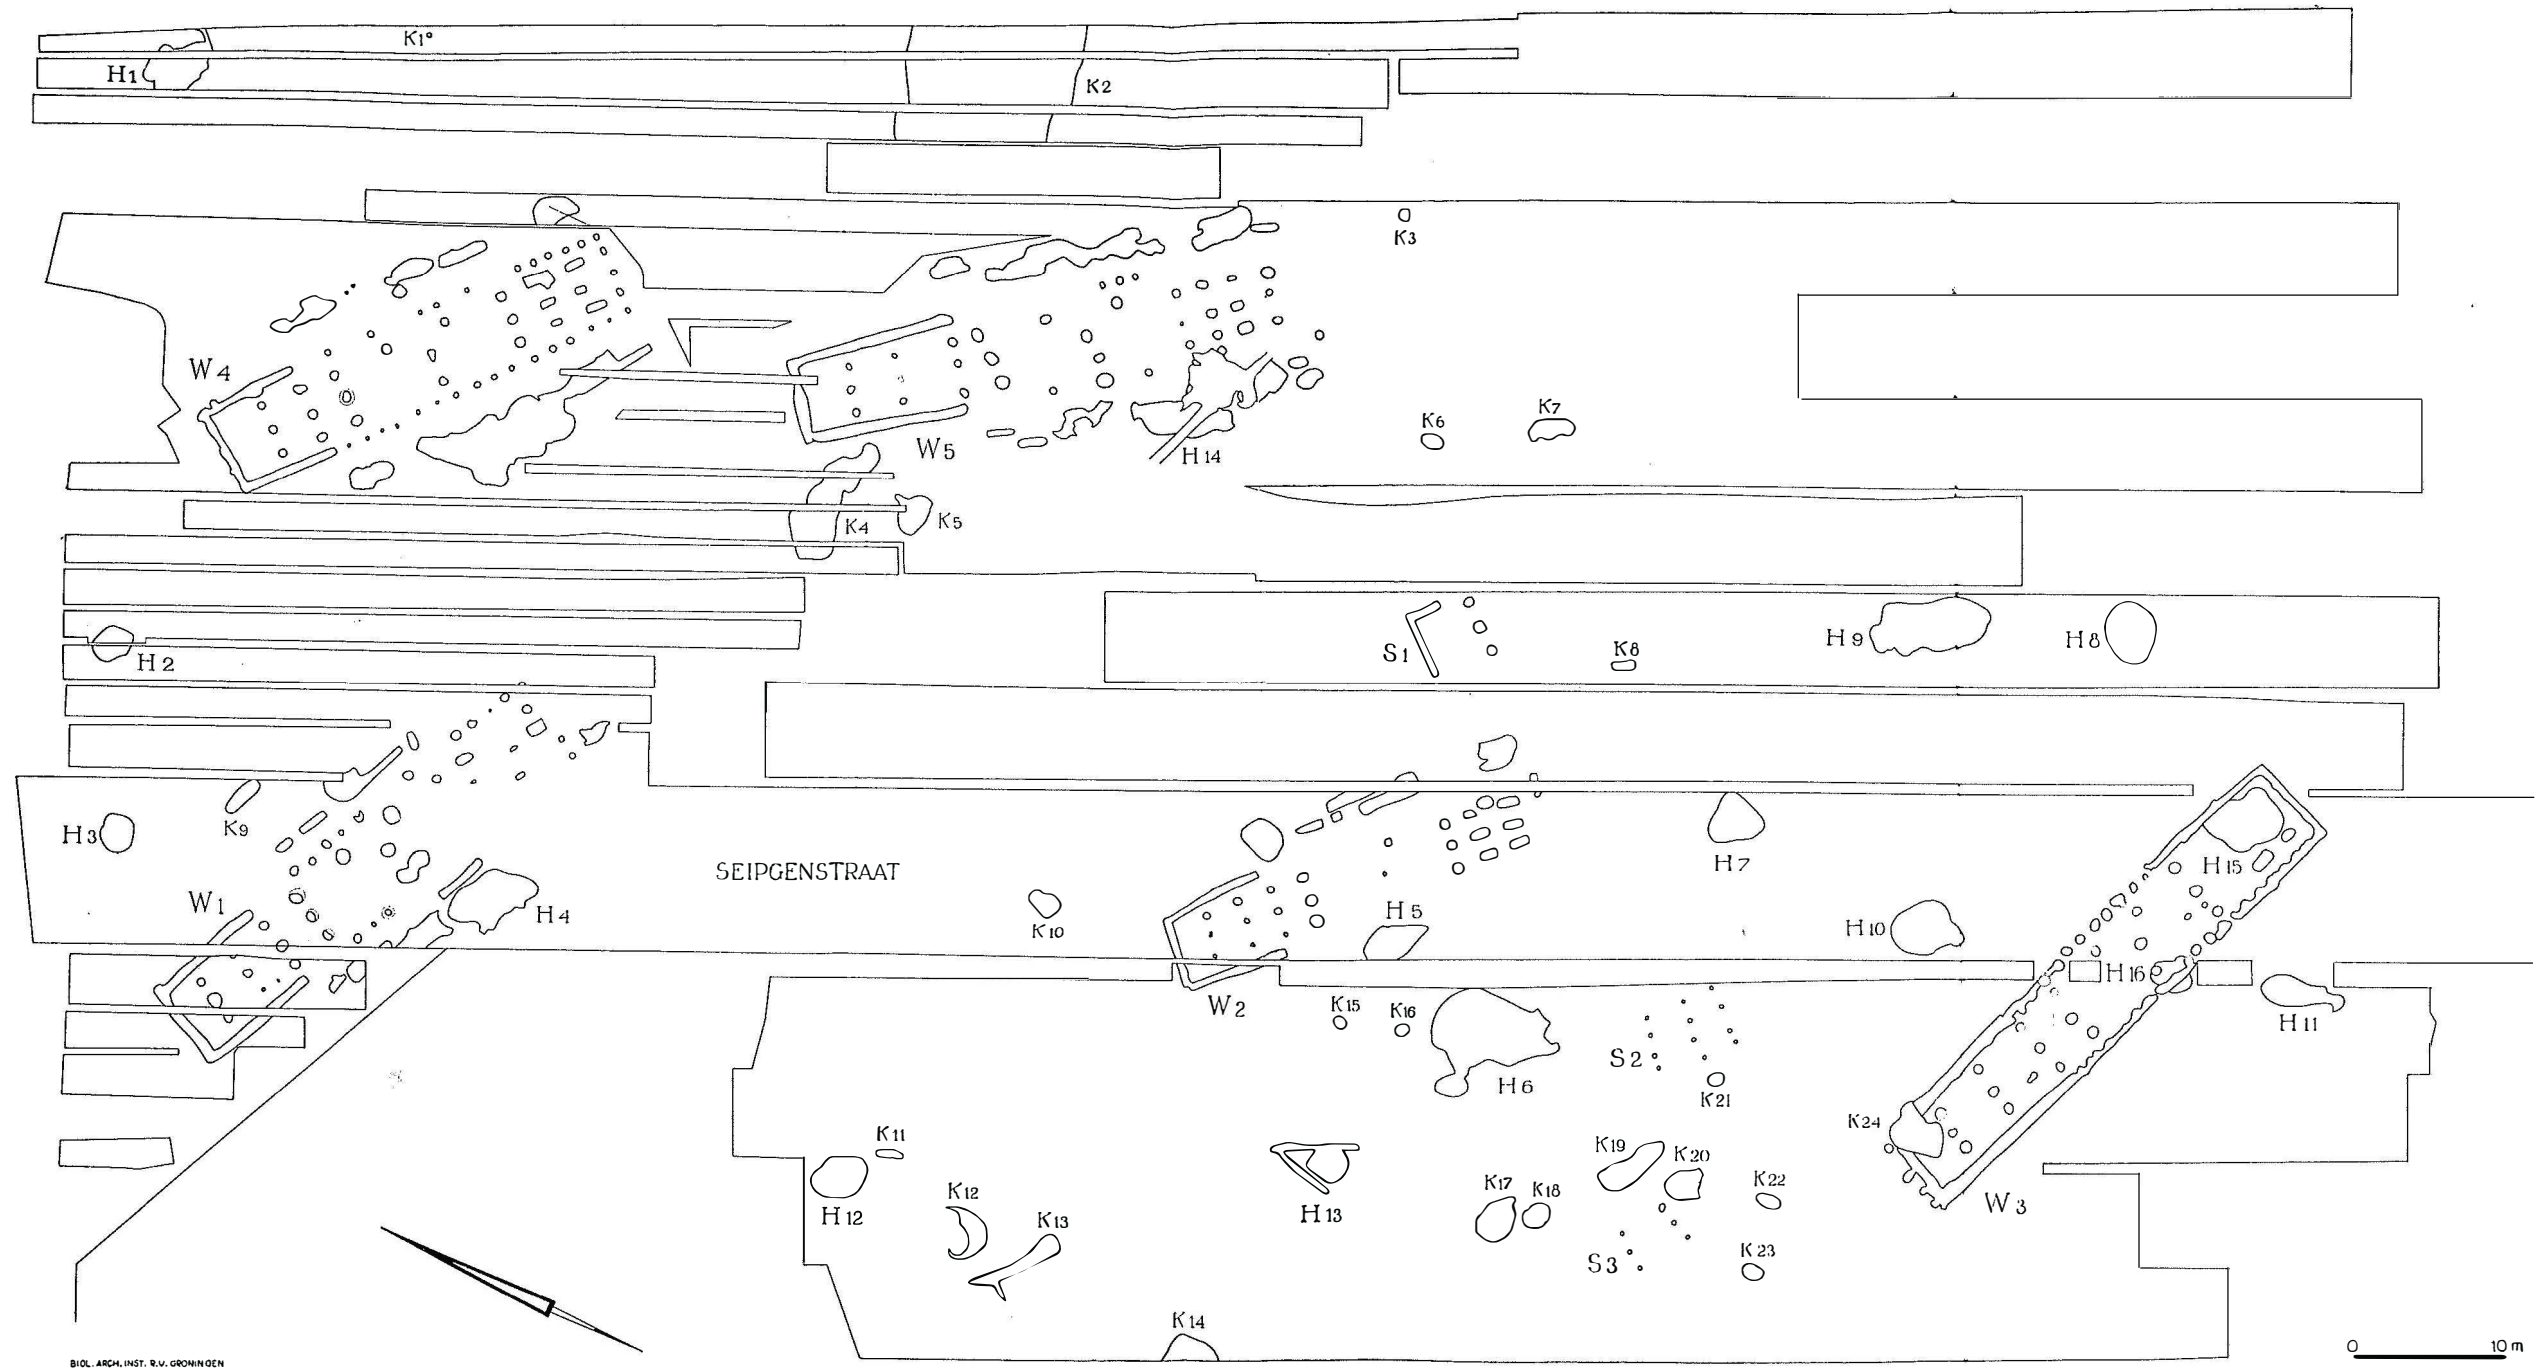 K1
H1
K2
K3
W4
W5
H14
K6
K7
K4
K5
H2
S1
K8
H9
H8
K9
H3
W1
H4
SEIPGENSTRAAT
K10
H5
H7
H10
H15
H16
H11
W2
K15
K16
H6
S2
K21
K24
W3
K11
H12
K12
K13
H13
K17
K18
K19
K20
K22
K23
S3
K14
0 10 m
BIOL. ARCH. INST. R.U. GRONINGEN